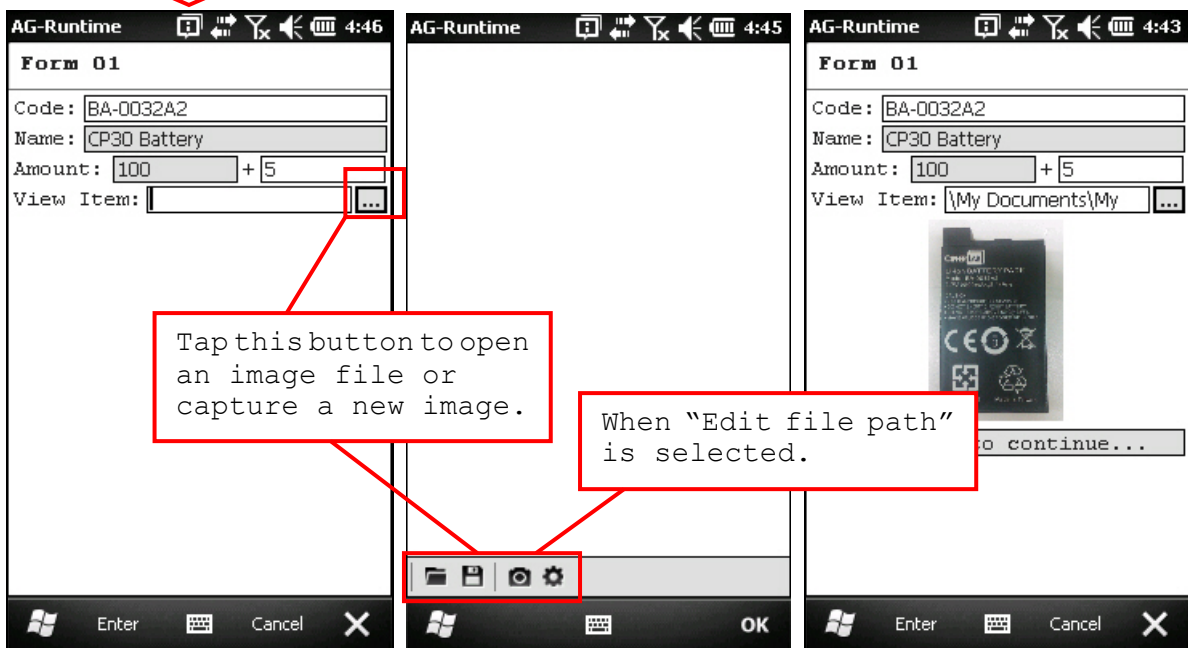 AG-Runtime 4:46
Form 01
Code: BA-0032A2
Name: CP30 Battery
Amount: 100 + 5
View Item: ...
Enter Cancel
AG-Runtime 4:45
OK
Tap this button to open
an image file or
capture a new image.
When “Edit file path”
is selected.
AG-Runtime 4:43
Form 01
Code: BA-0032A2
Name: CP30 Battery
Amount: 100 + 5
View Item: \My Documents\My ...
LAB
CE
o continue...
Enter Cancel